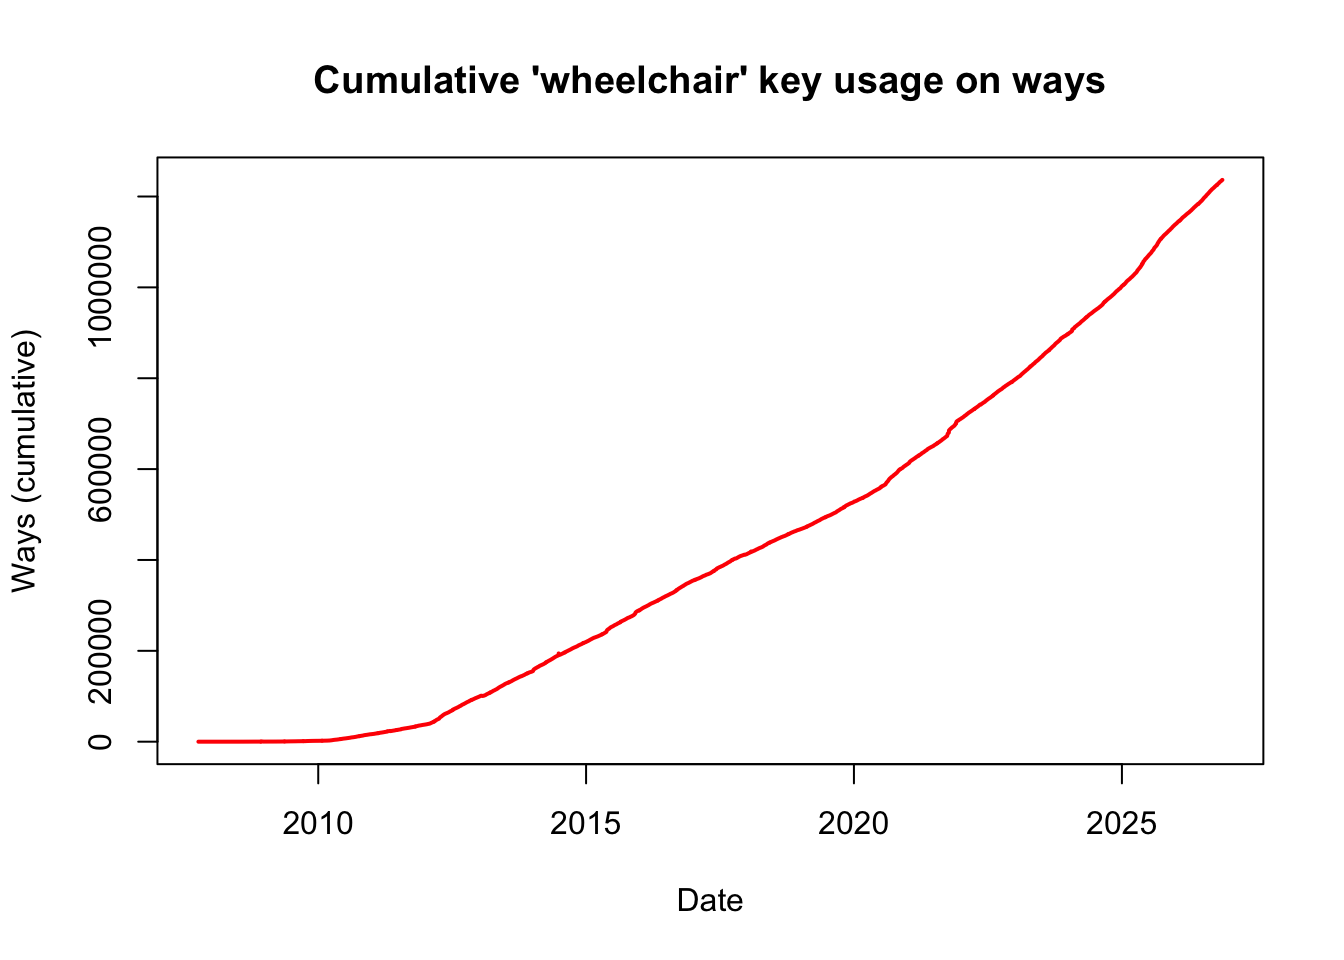 Cumulative 'wheelchair' key usage on ways
Ways (cumulative)
1000000
600000
200000
0
2010 2015 2020 2025
Date